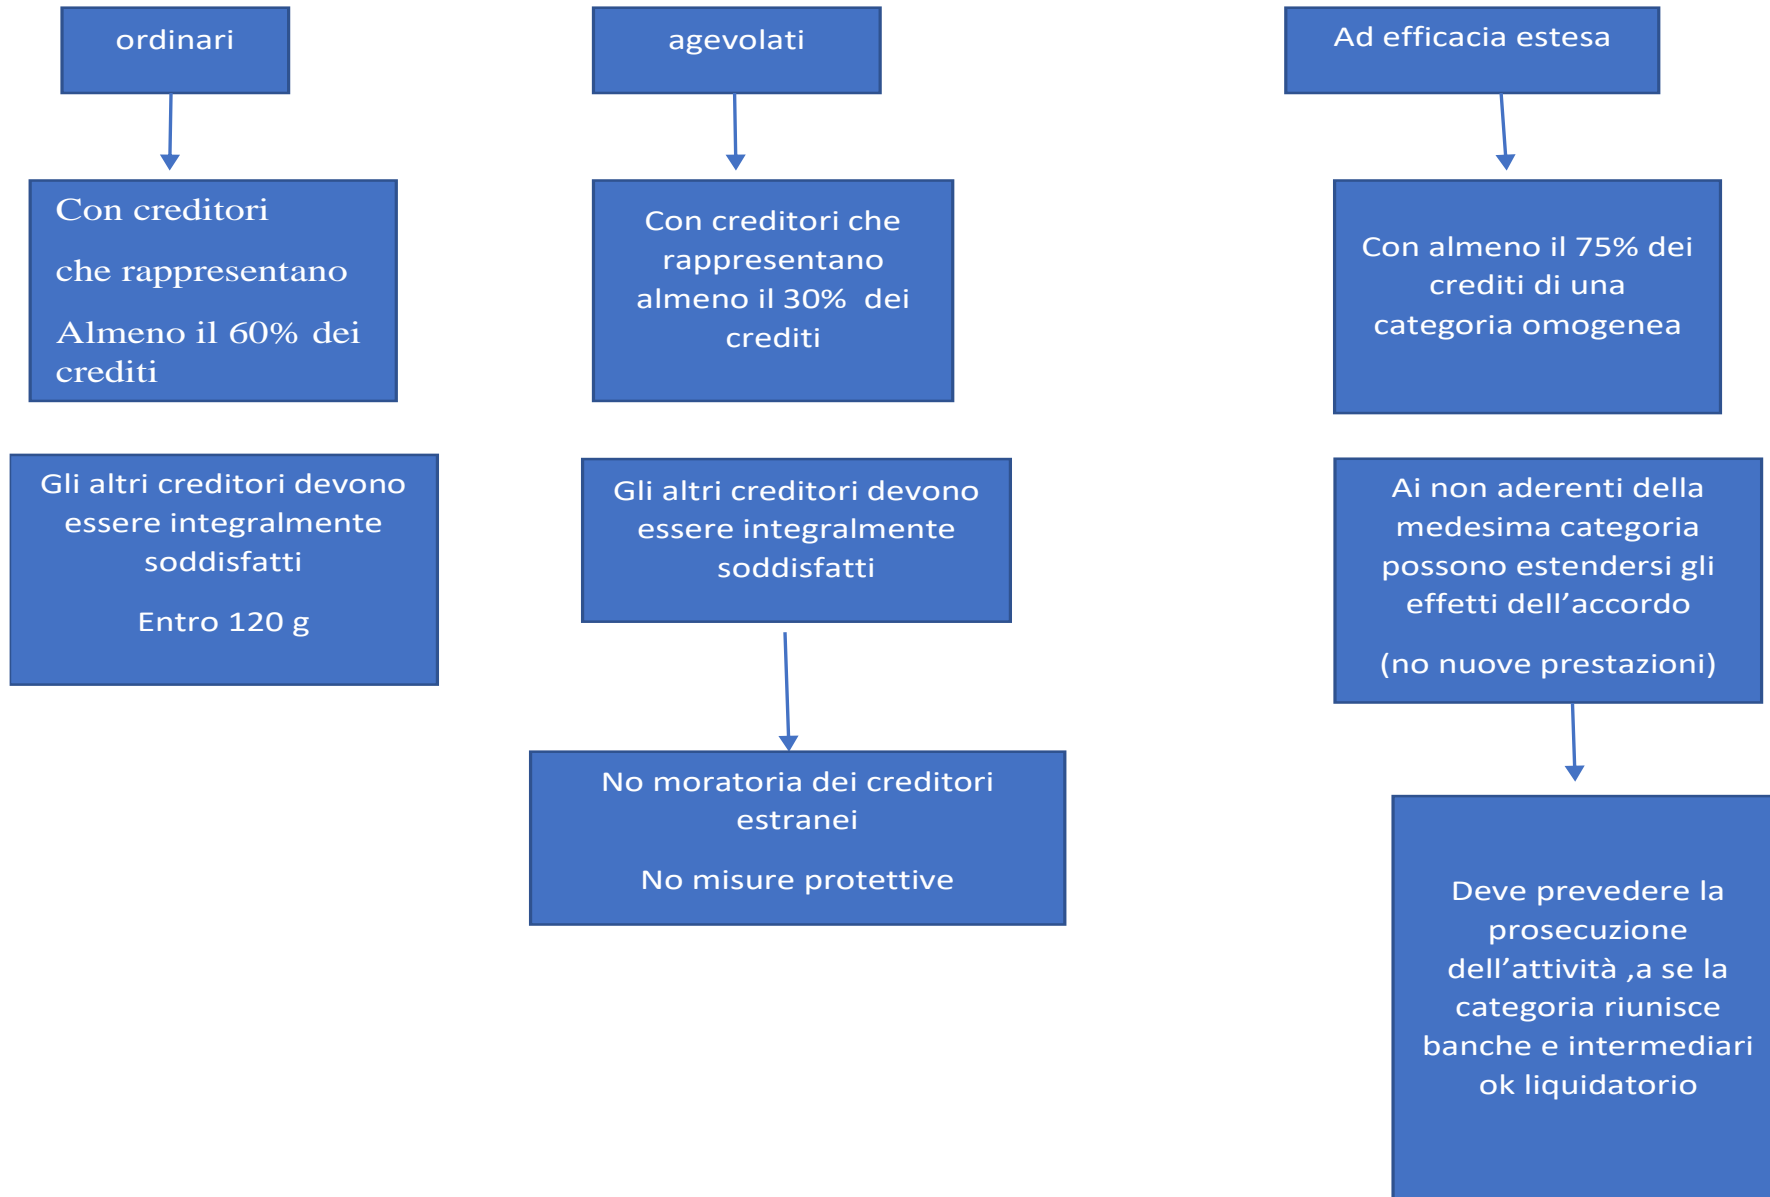 ordinari
Con creditori
che rappresentano
Almeno il 60% dei
crediti
Gli altri creditori devono
essere integralmente
soddisfatti
Entro 120 g
agevolati
Con creditori che
rappresentano
almeno il 30% dei
crediti
Gli altri creditori devono
essere integralmente
soddisfatti
No moratoria dei creditori
estranei
No misure protettive
Ad efficacia estesa
Con almeno il 75% dei
crediti di una
categoria omogenea
Ai non aderenti della
medesima categoria
possono estendersi gli
effetti dell’accordo
(no nuove prestazioni)
Deve prevedere la
prosecuzione
dell’attività ,a se la
categoria riunisce
banche e intermediari
ok liquidatorio